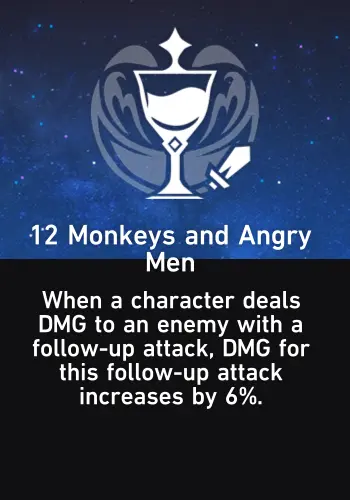 12 Monkeys and Angry
Men
When a character deals
DMG to an enemy with a
follow-up attack, DMG for
this follow-up attack
increases by 6%.